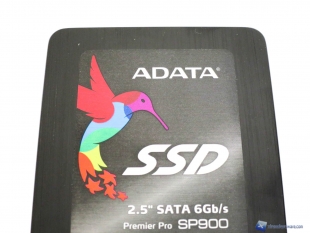 ADATA
SSD
2.5" SATA 6Gb/s
Premier Pro SP900